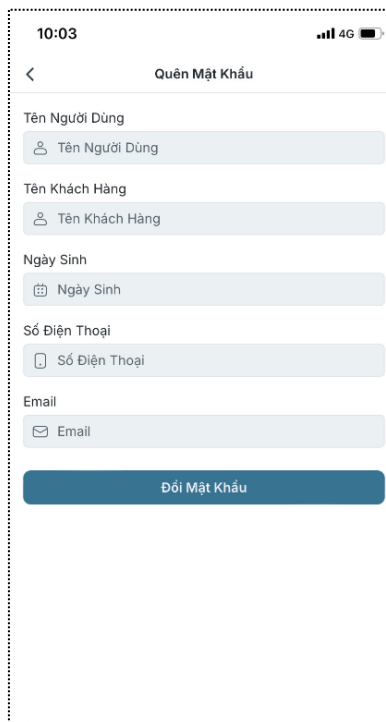 10:03
4G
Quên Mật Khẩu
Tên Người Dùng
Tên Người Dùng
Tên Khách Hàng
Tên Khách Hàng
Ngày Sinh
Ngày Sinh
Số Điện Thoại
Số Điện Thoại
Email
Email
Đổi Mật Khẩu